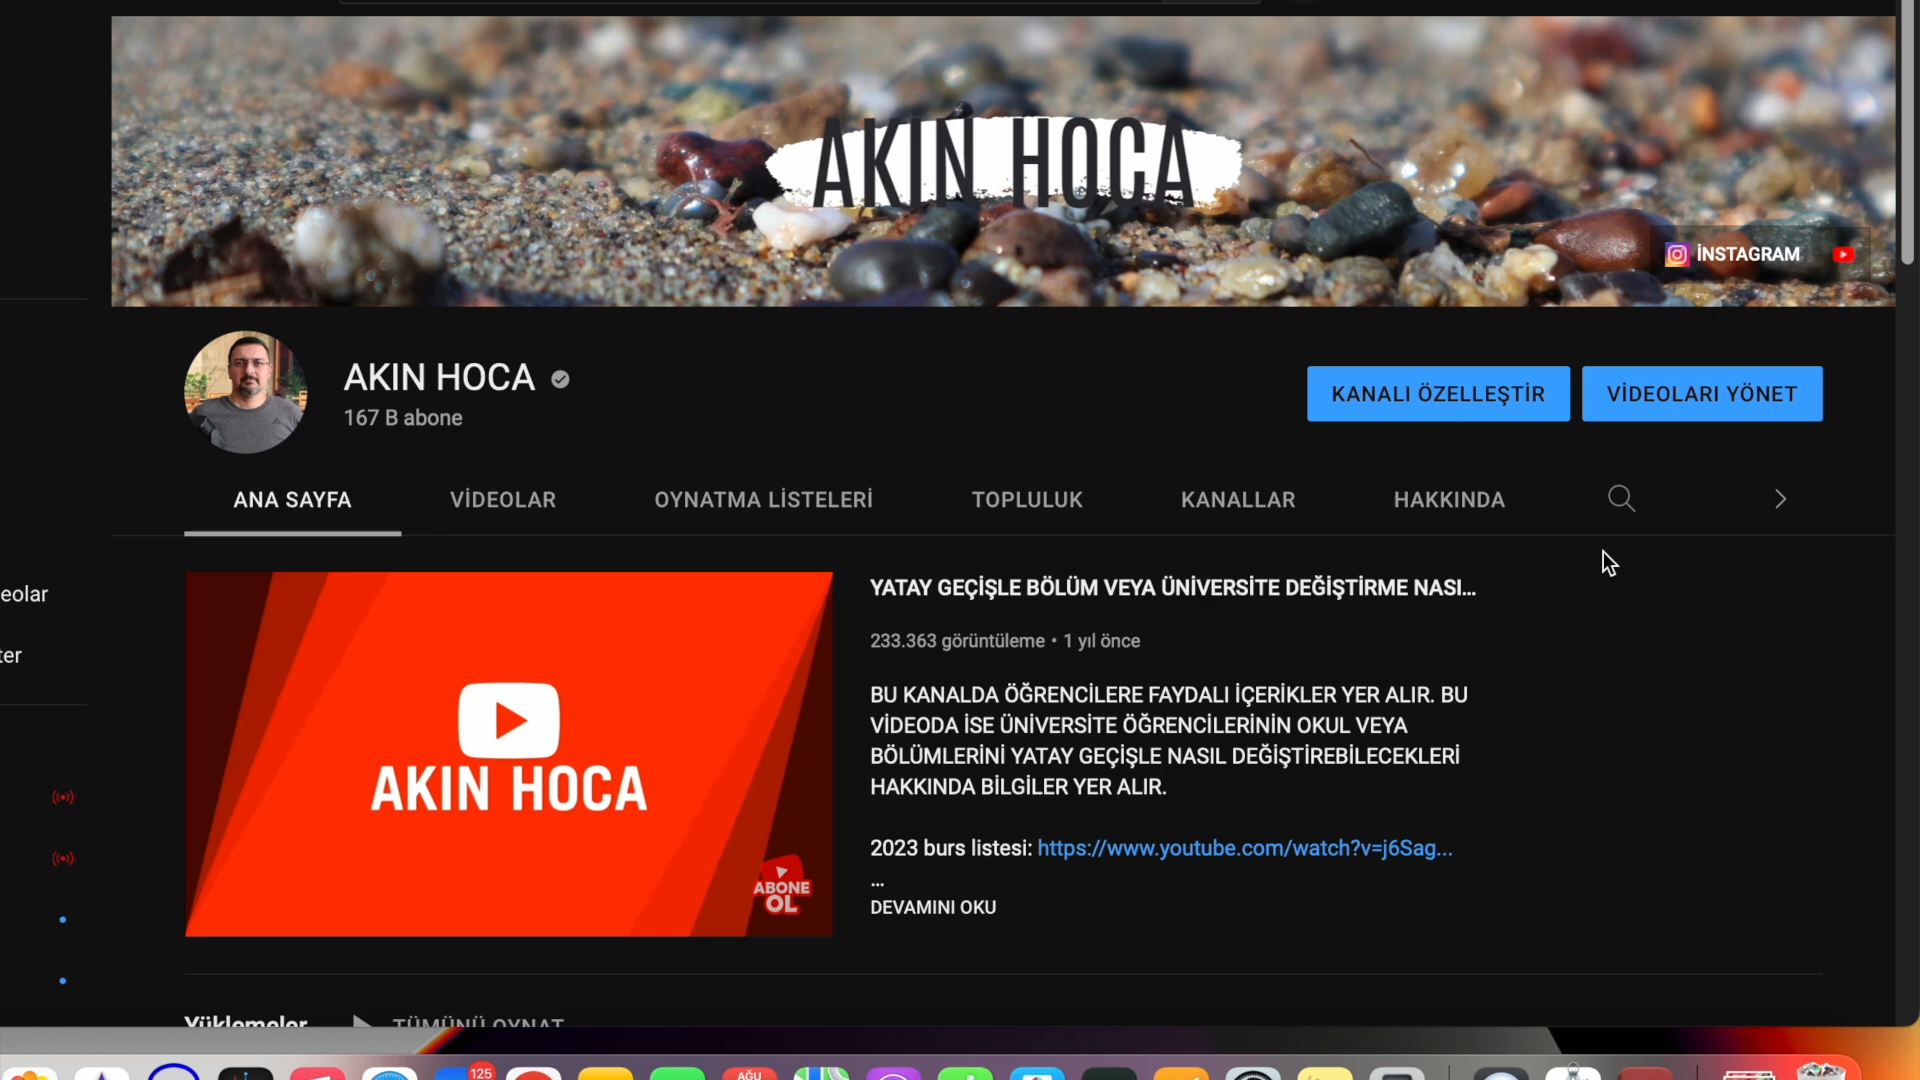 AKIN HOCA
İNSTAGRAM
AKIN HOCA
167 B abone
KANALI ÖZELLEŞTİR
VİDEOLARI YÖNET
ANA SAYFA
VİDEOLAR
OYNATMA LİSTELERİ
TOPLULUK
KANALLAR
HAKKINDA
eolar
ter
AKIN HOCA
ABONE
OL
YATAY GEÇİŞLE BÖLÜM VEYA ÜNİVERSİTE DEĞİŞTİRME NASI...
233.363 görüntüleme • 1 yıl önce
BU KANALDA ÖĞRENCİLERE FAYDALI İÇERİKLER YER ALIR. BU
VİDEODA İSE ÜNİVERSİTE ÖĞRENCİLERİNİN OKUL VEYA
BÖLÜMLERİNİ YATAY GEÇİŞLE NASIL DEĞİŞTİREBİLECEKLERİ
HAKKINDA BİLGİLER YER ALIR.
2023 burs listesi: https://www.youtube.com/watch?v=j6Sag...
...
DEVAMINI OKU
Yüklemeler
TÜMÜNÜ OYNAT
125
AĞU